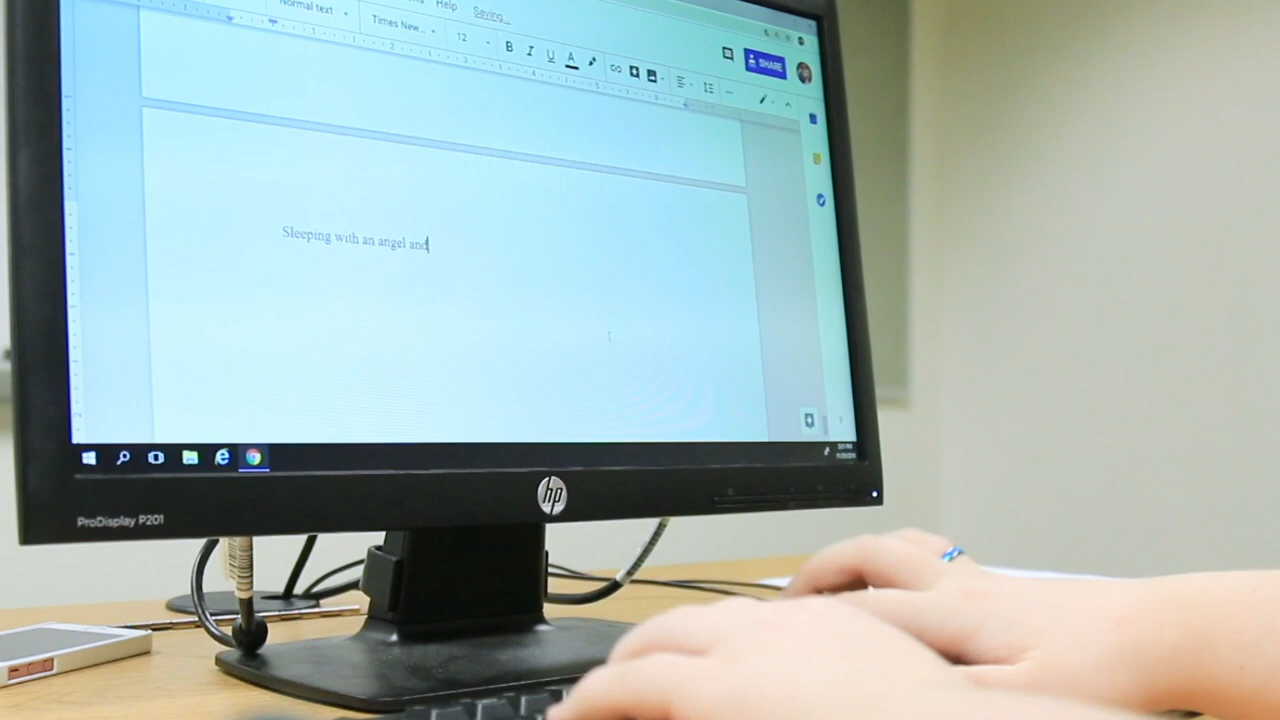 Normal text Times New... 12 Help Saving...
B I U A SHARE
Sleeping with an angel and
hp
ProDisplay P201